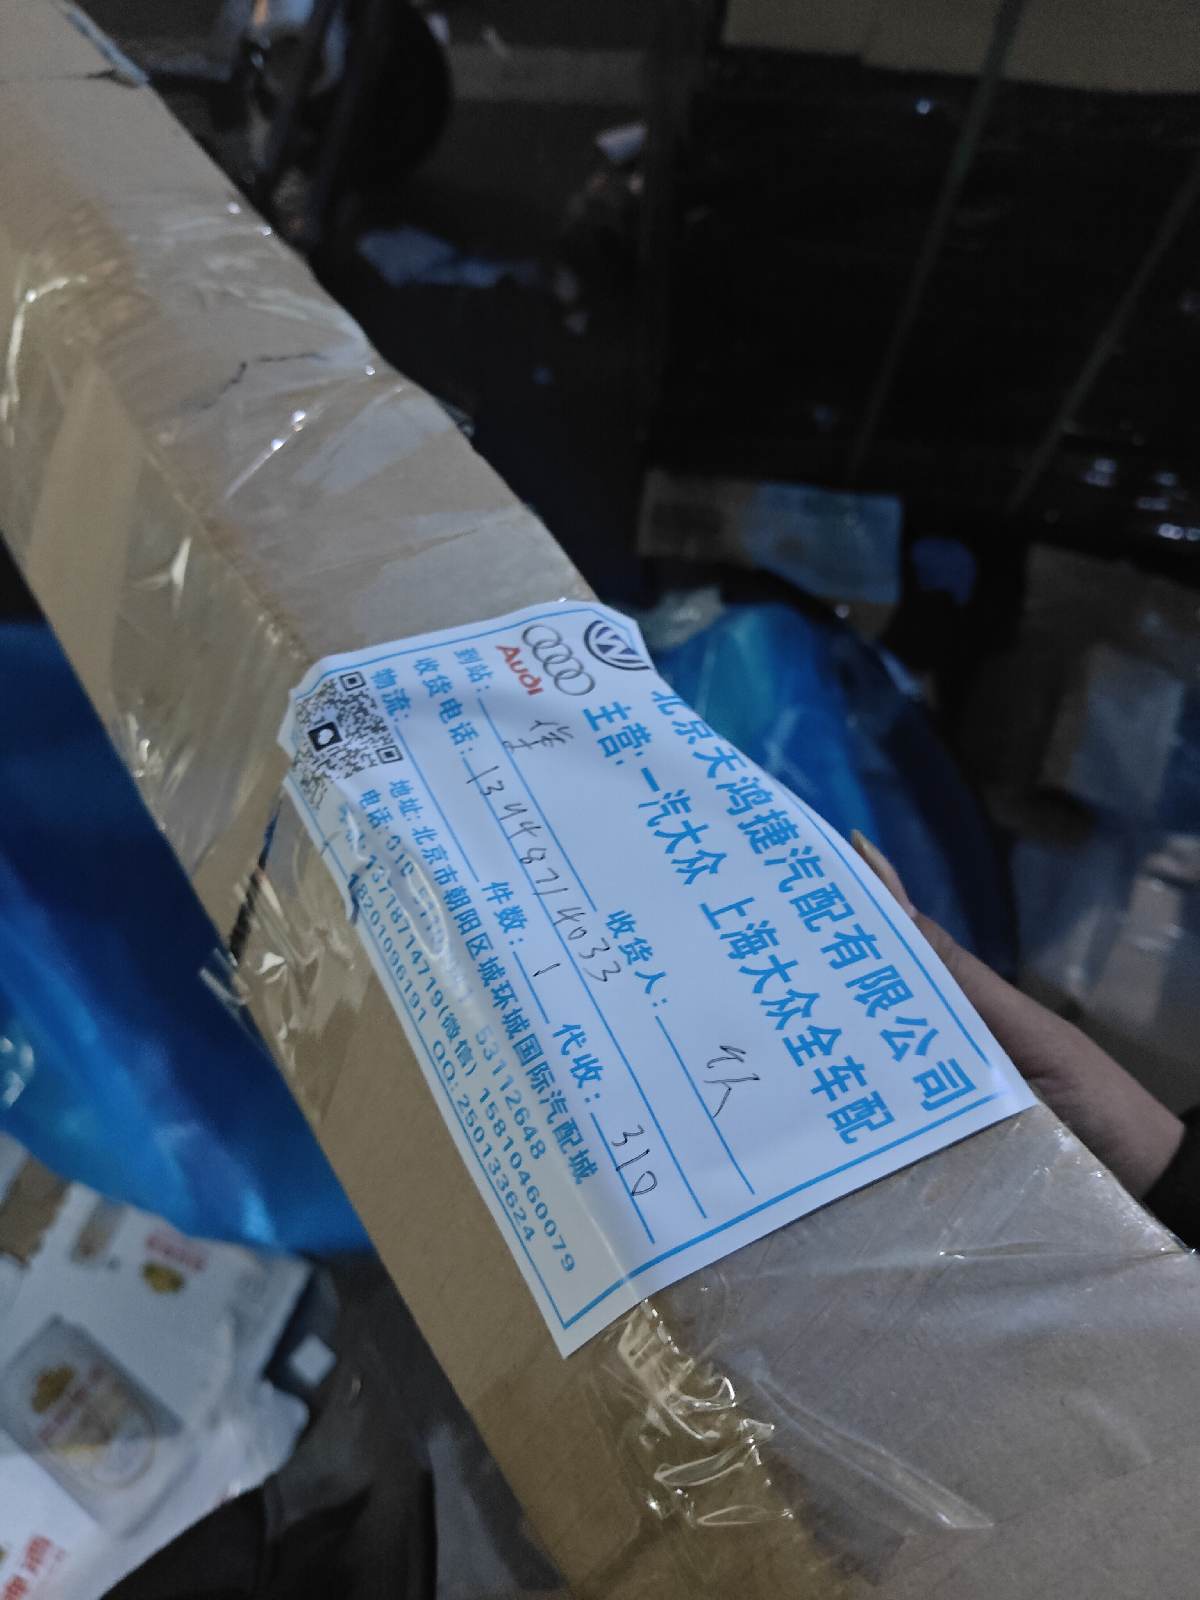 北京天鸿捷汽配有限公司
Audi
主营:一汽大众 上海大众全车配
到站: 收货人:
收货电话:13448714033
物流: 件数:1 代收:310
地址:北京市朝阳区城环城国际汽配城
电话:010- 53112648
13718714719(微信) 15810460079
18201096191 QQ:250133624